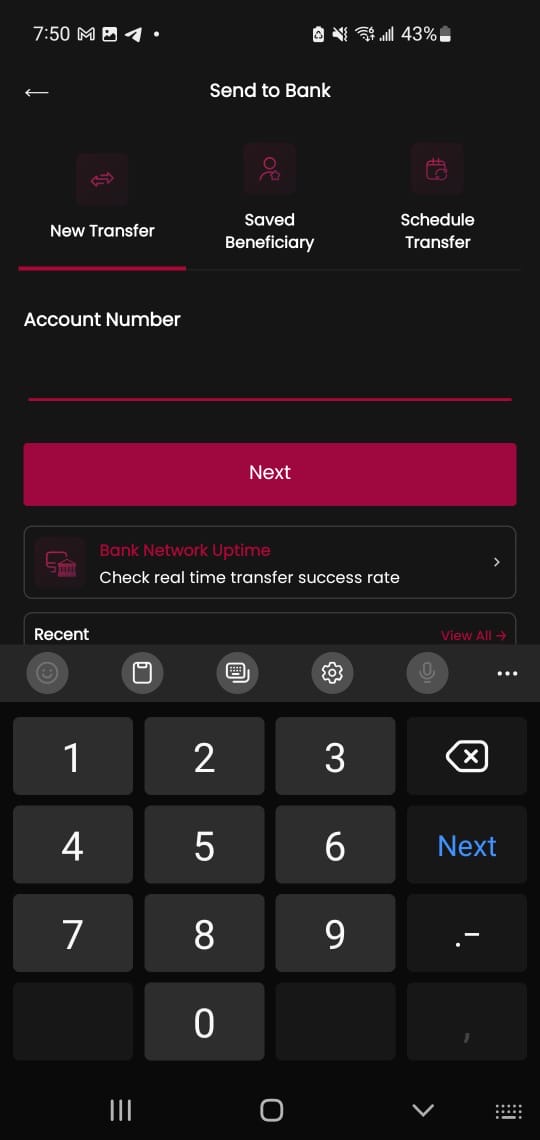 7:50
43%
Send to Bank
New Transfer
Saved
Beneficiary
Schedule
Transfer
Account Number
Next
Bank Network Uptime
Check real time transfer success rate
Recent
View All →
1 2 3
4 5 6 Next
7 8 9 .-
0 ,